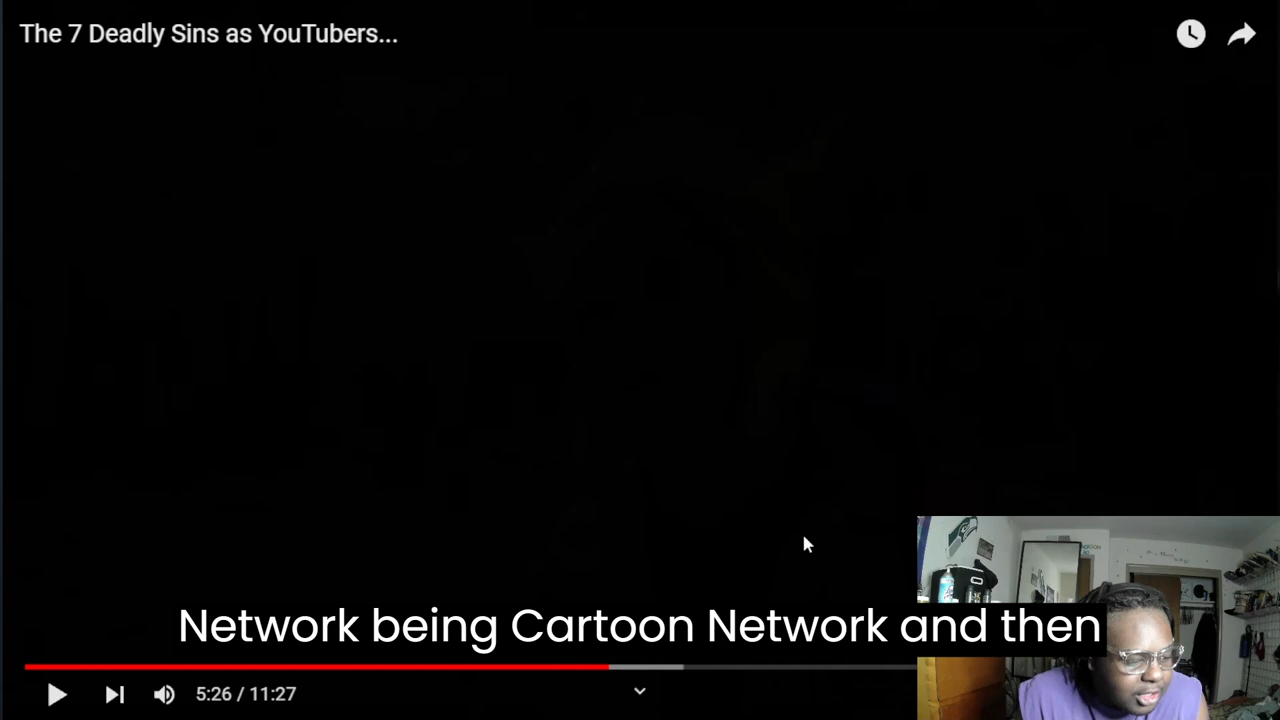 The 7 Deadly Sins as YouTubers...
Network being Cartoon Network and then
5:26 / 11:27